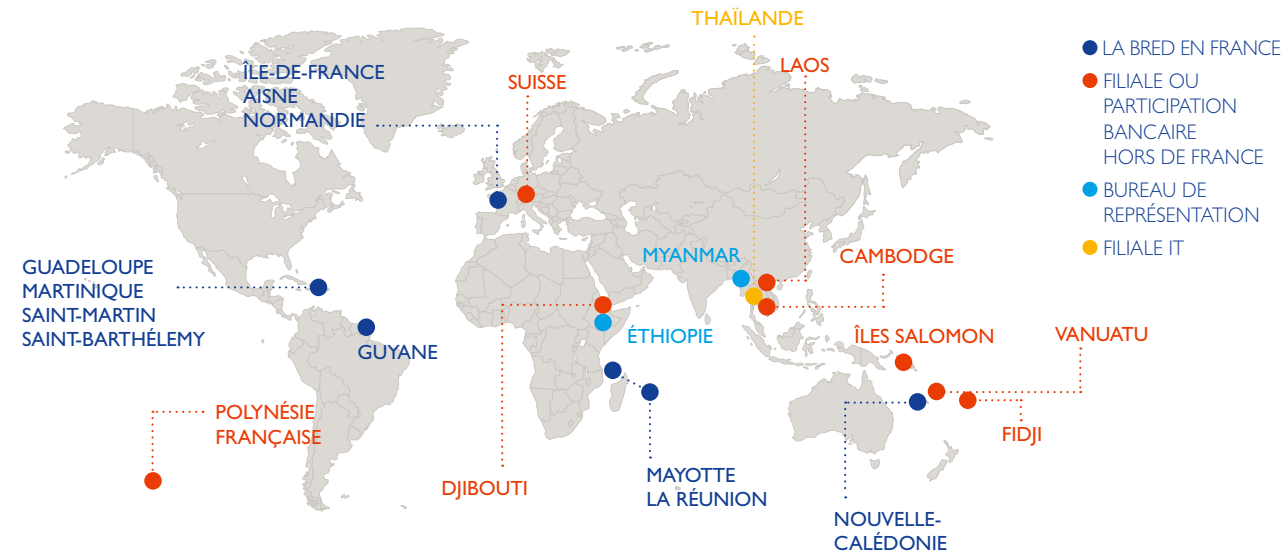 THAÏLANDE
LA BRED EN FRANCE
FILIALE OU
PARTICIPATION
BANCAIRE
HORS DE FRANCE
BUREAU DE
REPRÉSENTATION
FILIALE IT
ÎLE-DE-FRANCE
AISNE
NORMANDIE
SUISSE
LAOS
MYANMAR
CAMBODGE
GUADELOUPE
MARTINIQUE
SAINT-MARTIN
SAINT-BARTHÉLEMY
GUYANE
ÉTHIOPIE
ÎLES SALOMON
VANUATU
POLYNÉSIE
FRANÇAISE
FIDJI
DJIBOUTI
MAYOTTE
LA RÉUNION
NOUVELLE-
CALÉDONIE